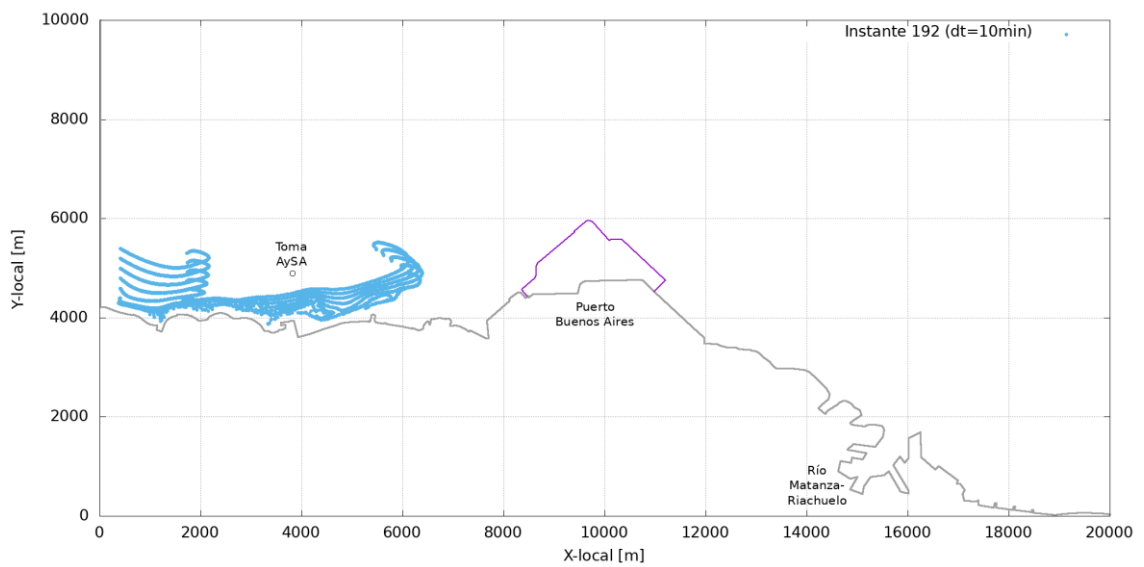 10000
Instante 192 (dt=10min)
8000
6000
Toma
AySA
Y-local [m]
4000
Puerto
Buenos Aires
2000
Río
Matanza-
Riachuelo
0
0 2000 4000 6000 8000 10000 12000 14000 16000 18000 20000
X-local [m]